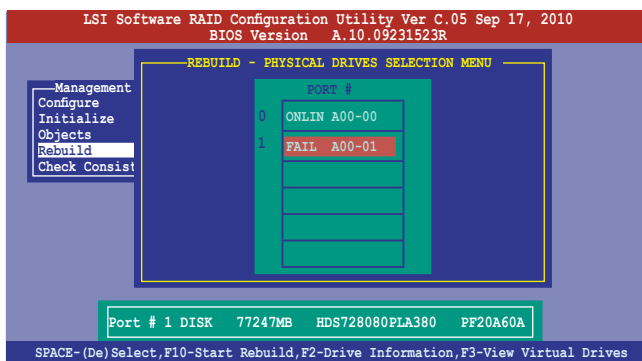 LSI Software RAID Configuration Utility Ver C.05 Sep 17, 2010
BIOS Version A.10.09231523R
REBUILD - PHYSICAL DRIVES SELECTION MENU
Management
Configure
Initialize
Objects
Rebuild
Check Consist
PORT #
0 ONLIN A00-00
1 FAIL A00-01
Port # 1 DISK 77247MB HDS728080PLA380 PF20A60A
SPACE-(De)Select,F10-Start Rebuild,F2-Drive Information,F3-View Virtual Drives